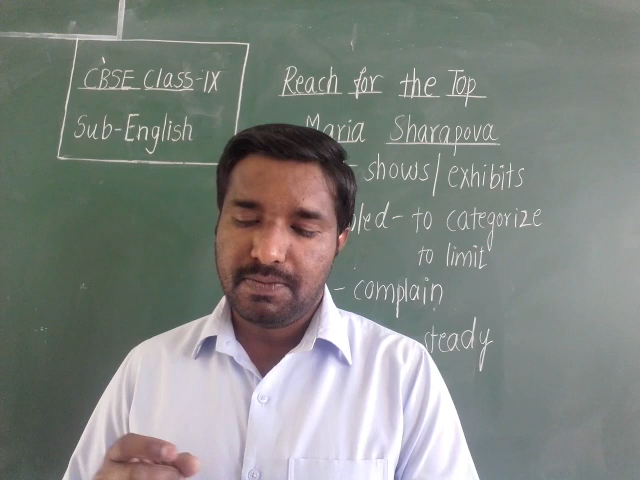 CBSE Class-IX
Sub-English
Reach for the Top
Maria Sharapova
- shows/exhibits
led- to categorize
to limit
- complain
steady